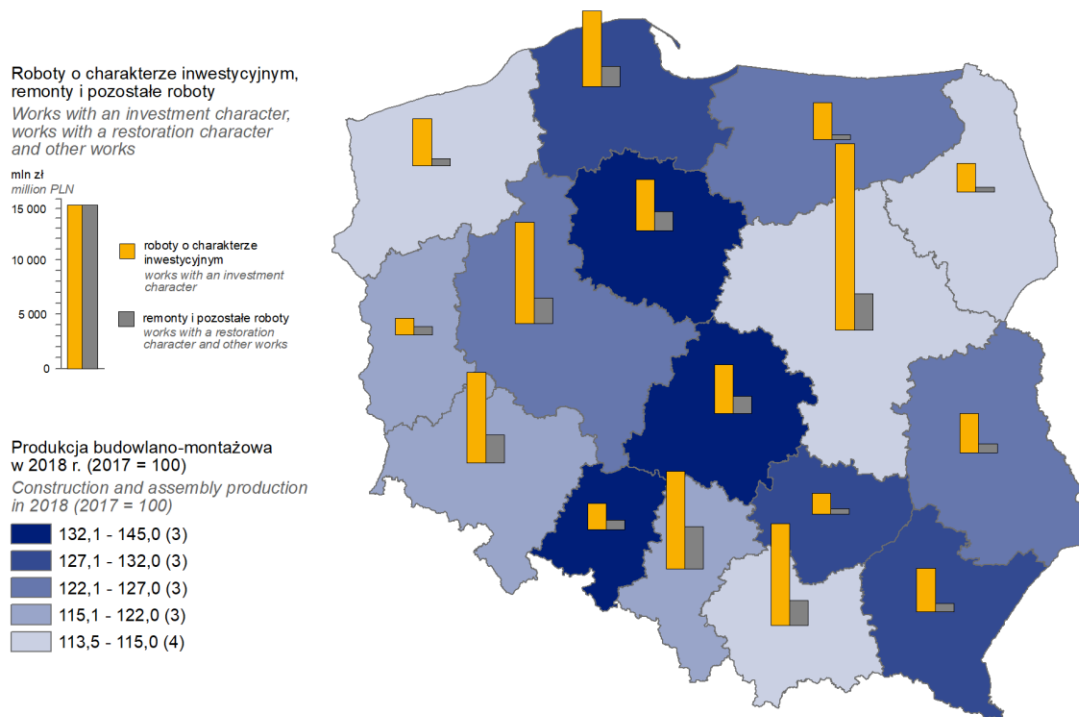 Roboty o charakterze inwestycyjnym,
remonty i pozostałe roboty
Works with an investment character,
works with a restoration character
and other works
mln zł
million PLN
15 000
10 000
5 000
0
roboty o charakterze
inwestycyjnym
works with an investment
character
remonty i pozostałe roboty
works with a restoration
character and other works
Produkcja budowlano-montażowa
w 2018 r. (2017 = 100)
Construction and assembly production
in 2018 (2017 = 100)
132,1 - 145,0 (3)
127,1 - 132,0 (3)
122,1 - 127,0 (3)
115,1 - 122,0 (3)
113,5 - 115,0 (4)